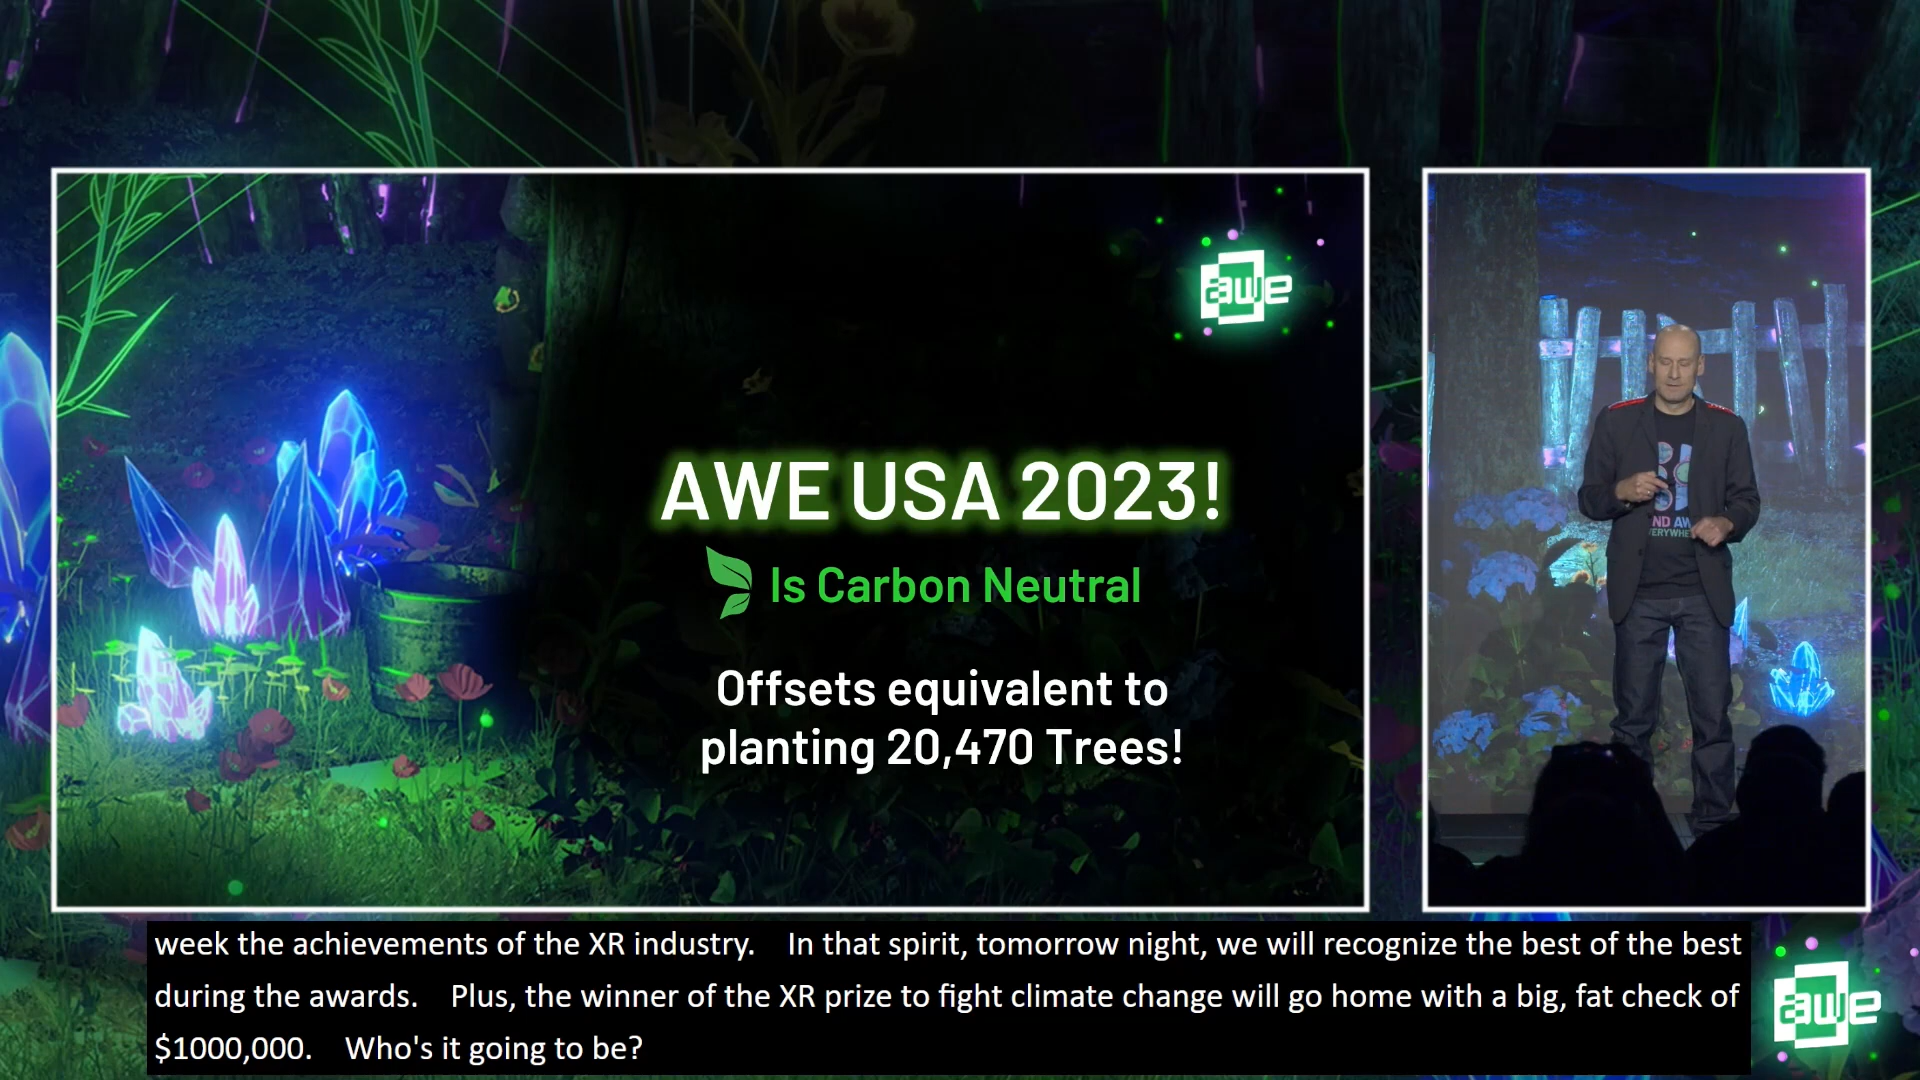 awe
AWE USA 2023!
Is Carbon Neutral
Offsets equivalent to
planting 20,470 Trees!
ND AW
ERYWHE
week the achievements of the XR industry. In that spirit, tomorrow night, we will recognize the best of the best
during the awards. Plus, the winner of the XR prize to fight climate change will go home with a big, fat check of
$1000,000. Who's it going to be?
awe